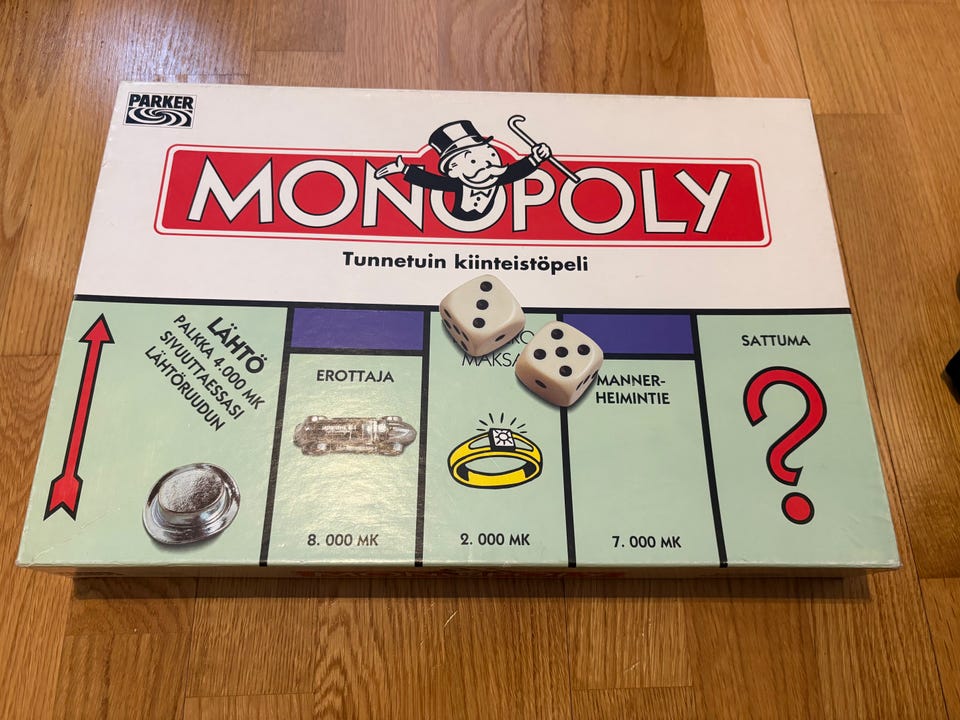 PARKER
MONOPOLY
Tunnetuin kiinteistöpeli
LÄHTÖ
PALKKA 4.000 MK
SIVUUTTAESSASI
LÄHTÖRUUDUN
EROTTAJA
8. 000 MK
2. 000 MK
MANNER-
HEIMINTIE
7. 000 MK
SATTUMA
?